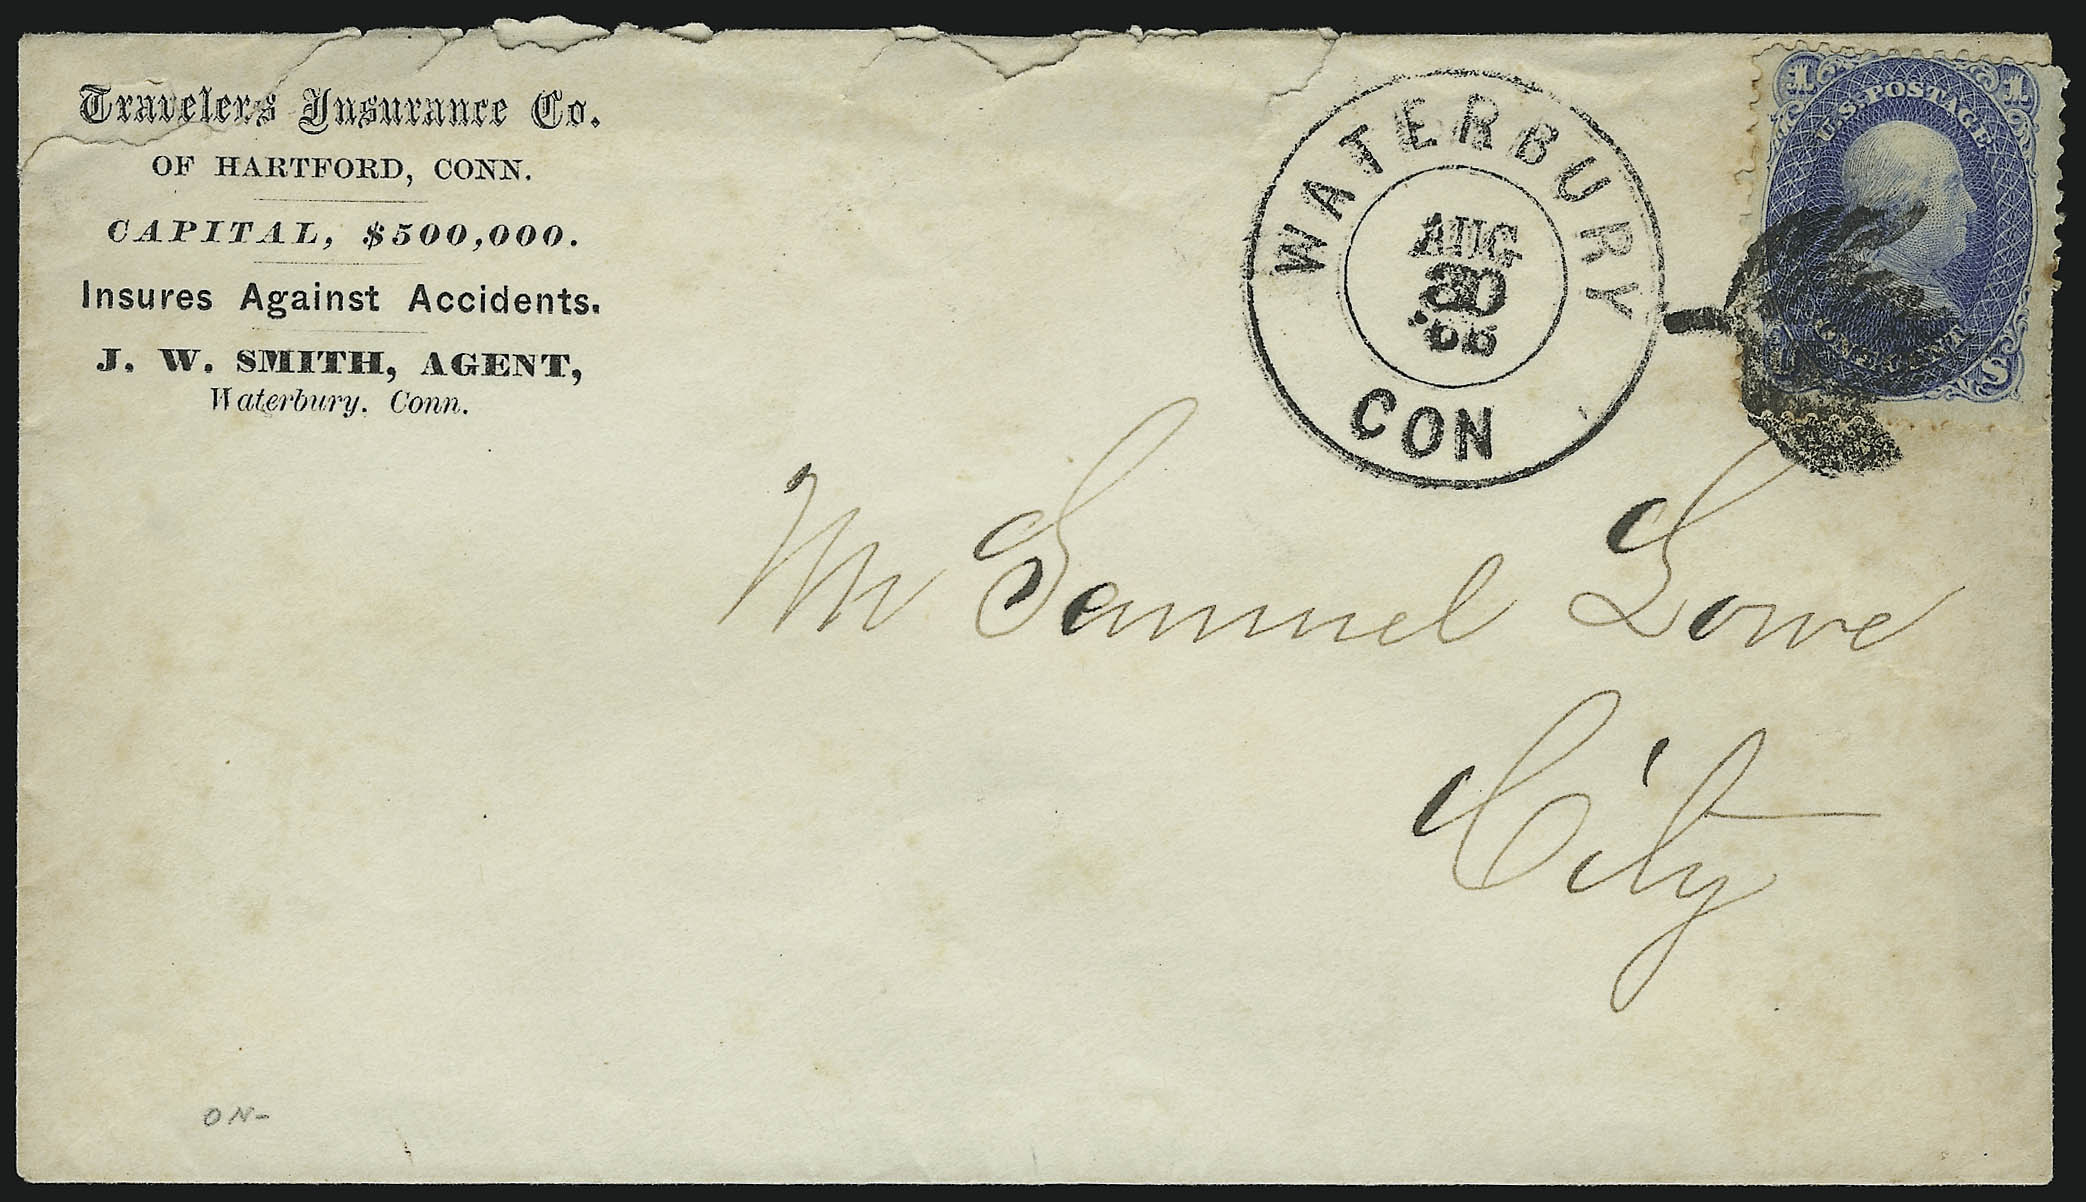 Travelers Insurance Co.
OF HARTFORD, CONN.
CAPITAL, $500,000.
Insures Against Accidents.
J. W. SMITH, AGENT,
Waterbury, Conn.
WATERBURY
AUG
CON
1 1
U.S. POSTAGE
U S
Mr Samuel Lowe
City
ON-